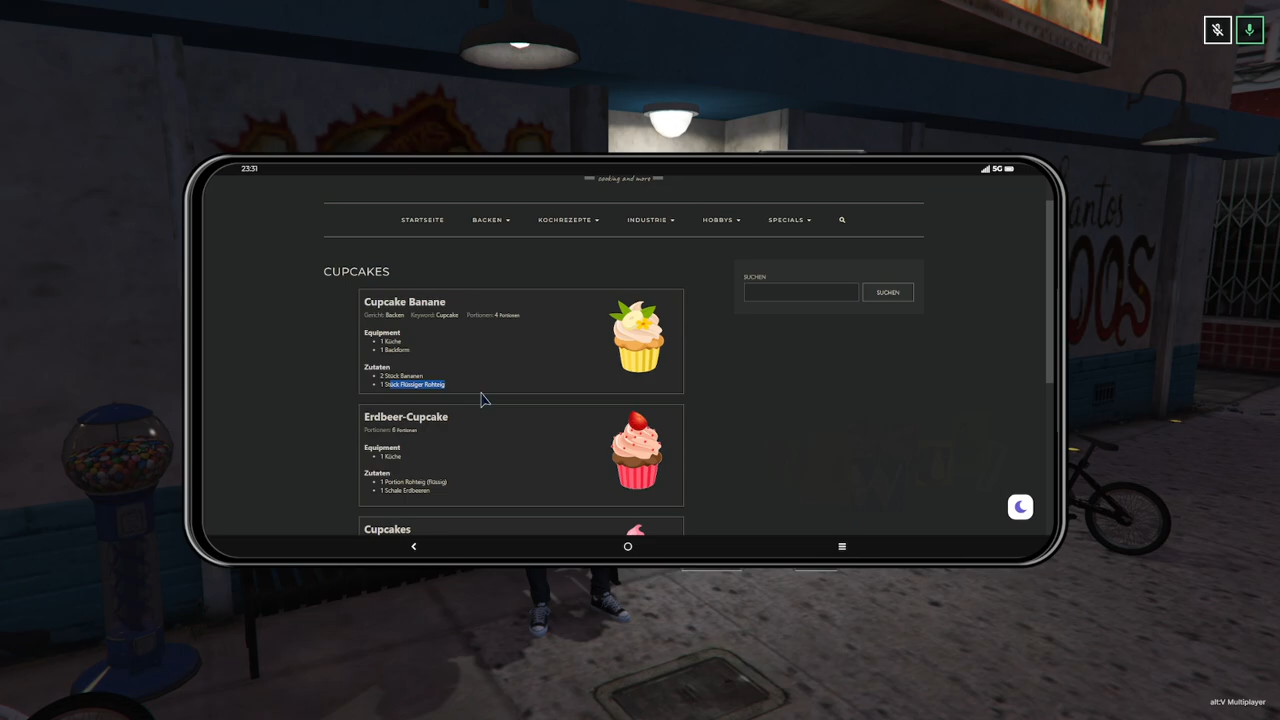 23:31
5G
cooking and more
STARTSEITE BACKEN KOCHREZEPTE INDUSTRIE HOBBYS SPECIALS
CUPCAKES
SUCHEN
SUCHEN
Cupcake Banane
Gericht: Backen Keyword: Cupcake Portionen: 4 Portionen
Equipment
1 Küche
1 Backform
Zutaten
2 Stück Bananen
1 Stück Flüssiger Rohteig
Erdbeer-Cupcake
Portionen: 6 Portionen
Equipment
1 Küche
Zutaten
1 Portion Rohteig (flüssig)
1 Schale Erdbeeren
Cupcakes
alt:V Multiplayer